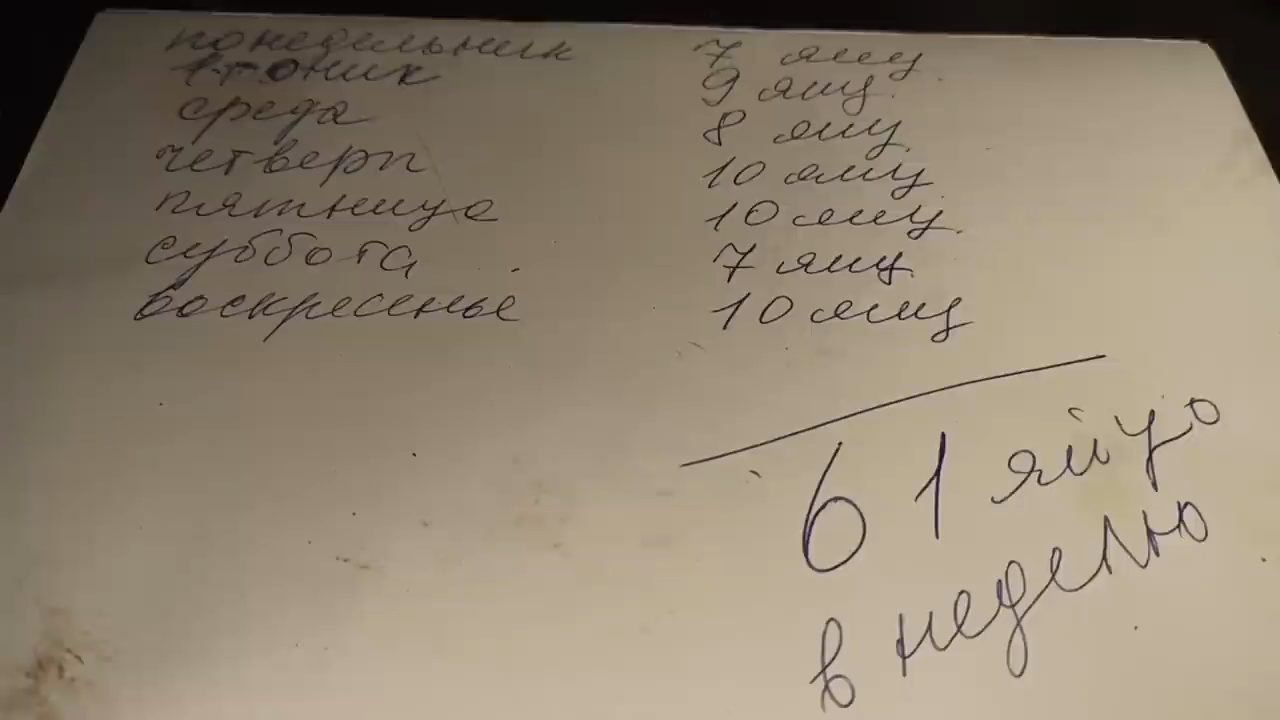 понедельник 7 яиц.
втоник 9 яиц.
среда 8 яиц.
четверг 10 яиц.
пятница 10 яиц.
суббота 7 яиц.
воскресенье 10 яиц
61 яйцо
в неделю